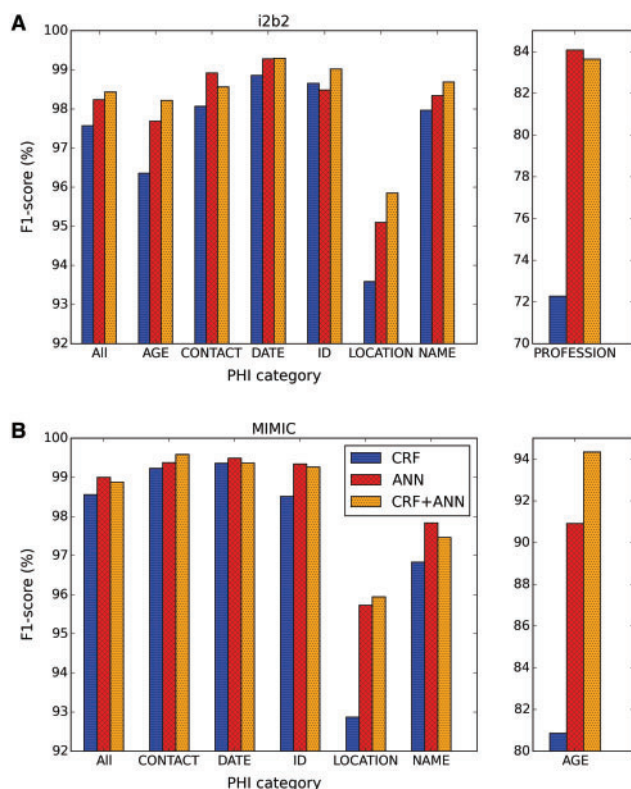 A
i2b2
100
99
98
97
96
95
94
93
92
F1-score (%)
All AGE CONTACT DATE ID LOCATION NAME
PHI category
84
82
80
78
76
74
72
70
PROFESSION
B
MIMIC
100
99
98
97
96
95
94
93
92
F1-score (%)
CRF
ANN
CRF+ANN
All CONTACT DATE ID LOCATION NAME
PHI category
94
92
90
88
86
84
82
80
AGE